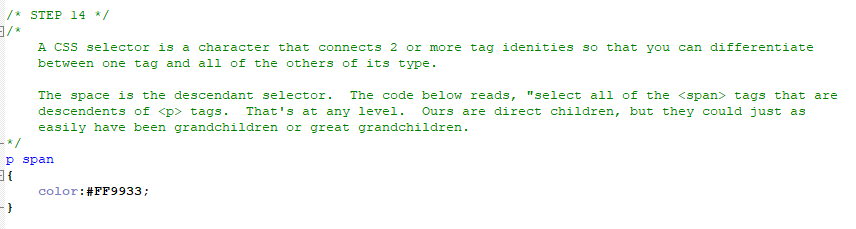 /* STEP 14 */
/*
A CSS selector is a character that connects 2 or more tag idenities so that you can differentiate
between one tag and all of the others of its type.
The space is the descendant selector.  The code below reads, "select all of the <span> tags that are
descendents of <p> tags.  That's at any level.  Ours are direct children, but they could just as
easily have been grandchildren or great grandchildren.
*/
p span
{
color:#FF9933;
}